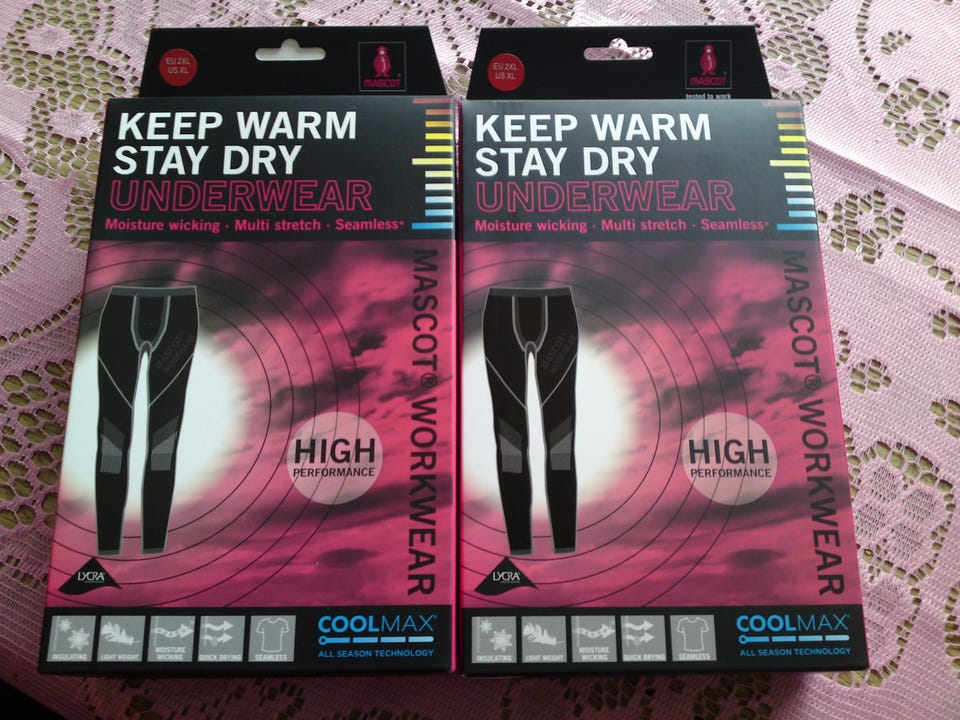 EU 2XL
US XL
MASCOT
KEEP WARM
STAY DRY
UNDERWEAR
Moisture wicking · Multi stretch · Seamless*
MASCOT® WORKWEAR
HIGH
PERFORMANCE
LYCRA
INSULATING
LIGHT WEIGHT
MOISTURE
WICKING
QUICK DRYING
SEAMLESS
COOLMAX®
ALL SEASON TECHNOLOGY
EU 2XL
US XL
MASCOT
tested to work
KEEP WARM
STAY DRY
UNDERWEAR
Moisture wicking · Multi stretch · Seamless*
MASCOT® WORKWEAR
HIGH
PERFORMANCE
LYCRA
INSULATING
LIGHT WEIGHT
MOISTURE
WICKING
QUICK DRYING
SEAMLESS
COOLMAX®
ALL SEASON TECHNOLOGY